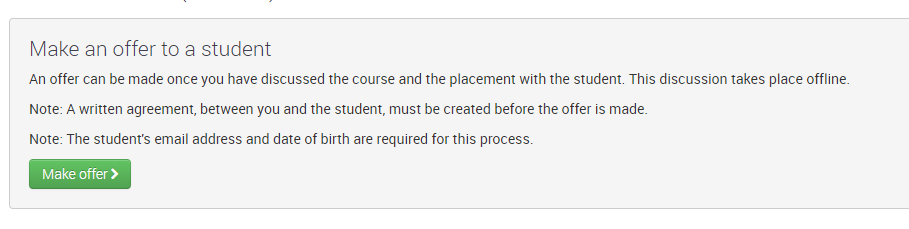 Make an offer to a student
An offer can be made once you have discussed the course and the placement with the student. This discussion takes place offline.
Note: A written agreement, between you and the student, must be created before the offer is made.
Note: The student's email address and date of birth are required for this process.
Make offer